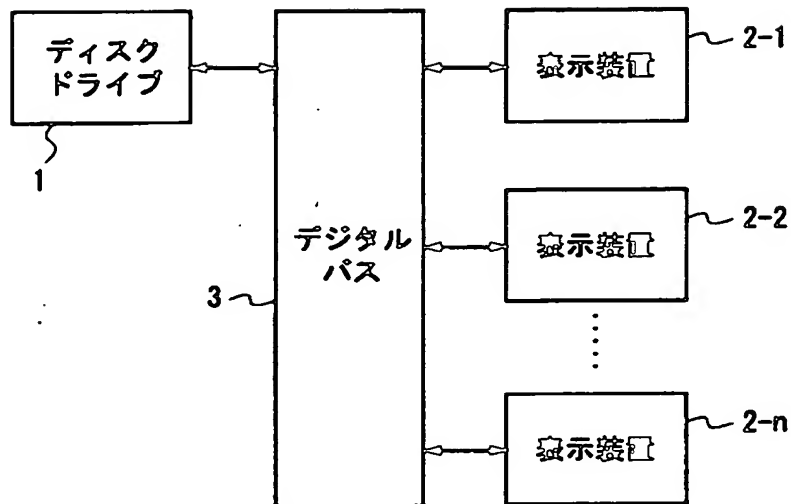 ディスク
ドライブ
1
デジタル
バス
3
表示装置
2-1
表示装置
2-2
表示装置
2-n